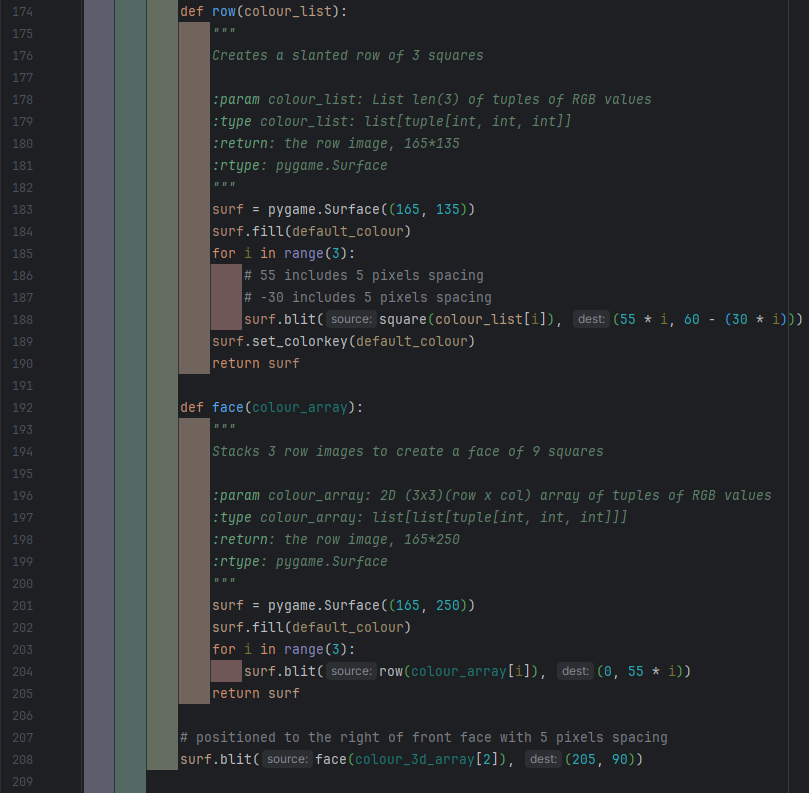 174 def row(colour_list):
175 """
176 Creates a slanted row of 3 squares
177
178 :param colour_list: List len(3) of tuples of RGB values
179 :type colour_list: list[tuple[int, int, int]]
180 :return: the row image, 165*135
181 :rtype: pygame.Surface
182 """
183 surf = pygame.Surface((165, 135))
184 surf.fill(default_colour)
185 for i in range(3):
186 # 55 includes 5 pixels spacing
187 # -30 includes 5 pixels spacing
188 surf.blit( source: square(colour_list[i]), dest: (55 * i, 60 - (30 * i)))
189 surf.set_colorkey(default_colour)
190 return surf
191
192 def face(colour_array):
193 """
194 Stacks 3 row images to create a face of 9 squares
195
196 :param colour_array: 2D (3x3)(row x col) array of tuples of RGB values
197 :type colour_array: list[list[tuple[int, int, int]]]
198 :return: the row image, 165*250
199 :rtype: pygame.Surface
200 """
201 surf = pygame.Surface((165, 250))
202 surf.fill(default_colour)
203 for i in range(3):
204 surf.blit( source: row(colour_array[i]), dest: (0, 55 * i))
205 return surf
206
207 # positioned to the right of front face with 5 pixels spacing
208 surf.blit( source: face(colour_3d_array[2]), dest: (205, 90))
209